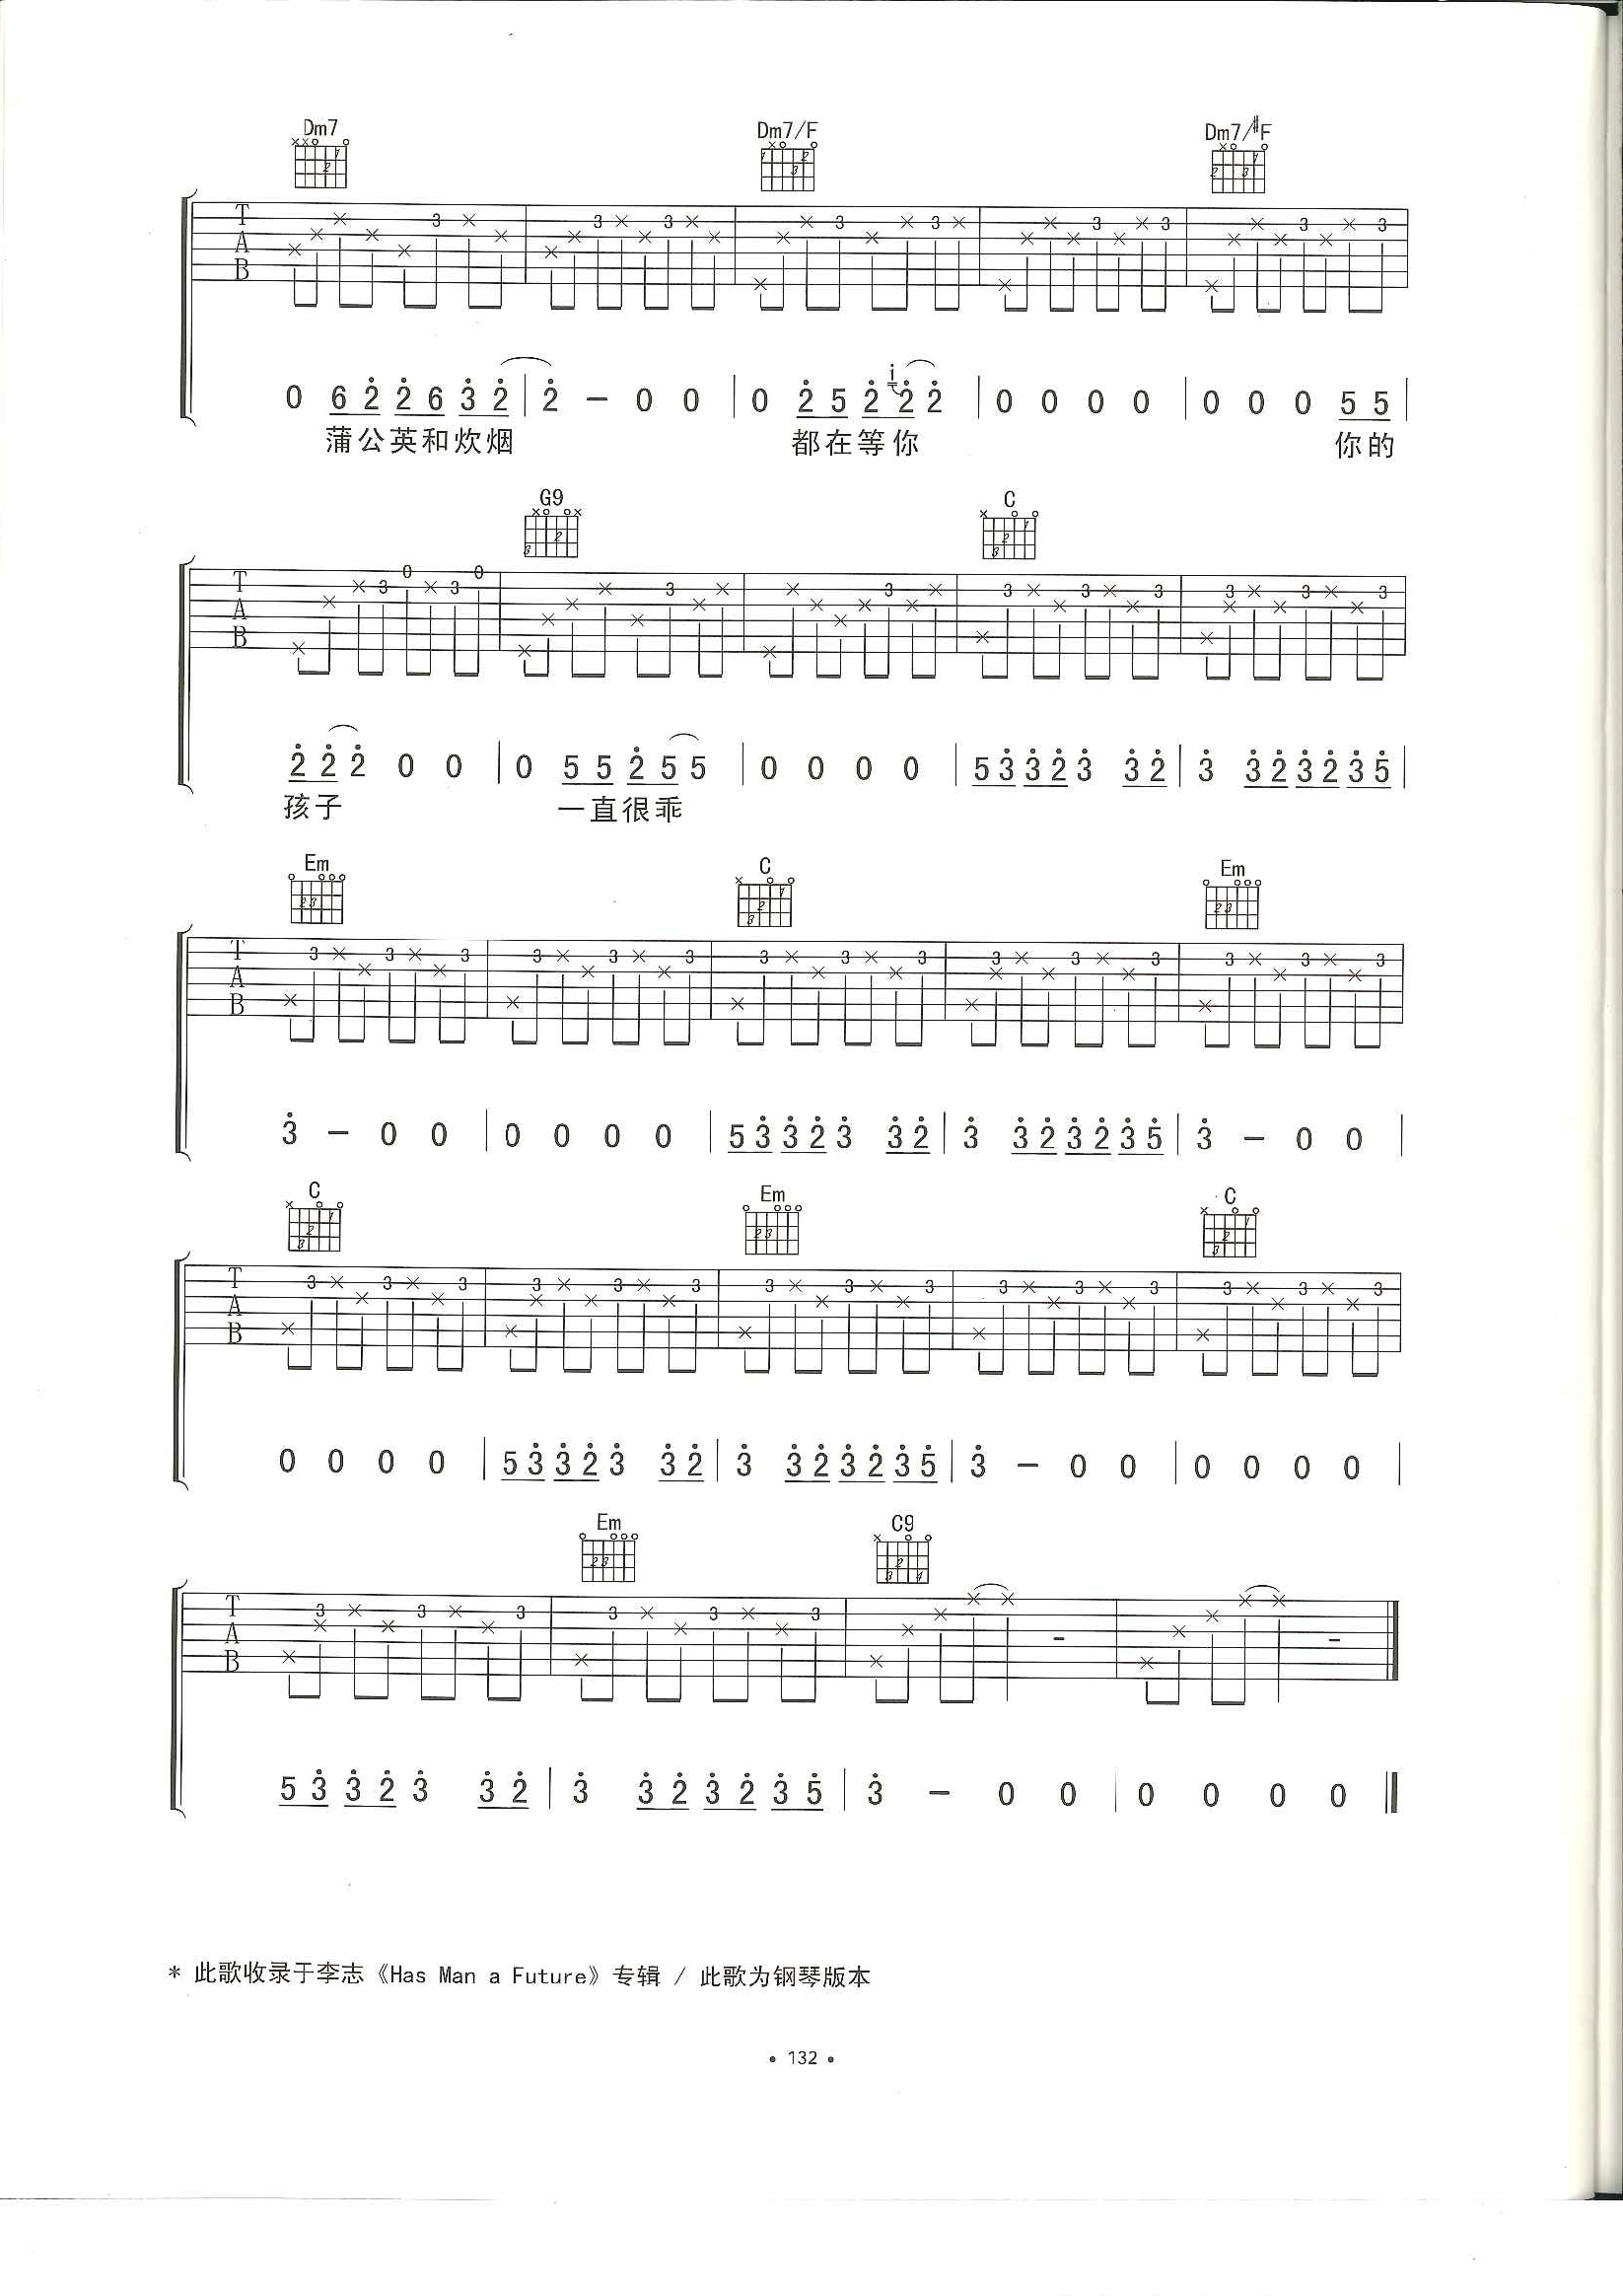 Dm7 Dm7/F Dm7/#F
T
A
B
0 6 2 2 6 3 2 | 2 - 0 0 | 0 2 5 2 i 2 2 | 0 0 0 0 | 0 0 0 5 5 |
蒲公英和炊烟 都在等你 你的
G9 C
T
A
B
2 2 2 0 0 | 0 5 5 2 5 5 | 0 0 0 0 | 5 3 3 2 3 3 2 | 3 3 2 3 2 3 5 |
孩子 一直很乖
Em C Em
T
A
B
3 - 0 0 | 0 0 0 0 | 5 3 3 2 3 3 2 | 3 3 2 3 2 3 5 | 3 - 0 0 |
C Em C
T
A
B
0 0 0 0 | 5 3 3 2 3 3 2 | 3 3 2 3 2 3 5 | 3 - 0 0 | 0 0 0 0 |
Em C9
T
A
B
5 3 3 2 3 3 2 | 3 3 2 3 2 3 5 | 3 - 0 0 | 0 0 0 0 ‖
* 此歌收录于李志《Has Man a Future》专辑 / 此歌为钢琴版本
• 132 •